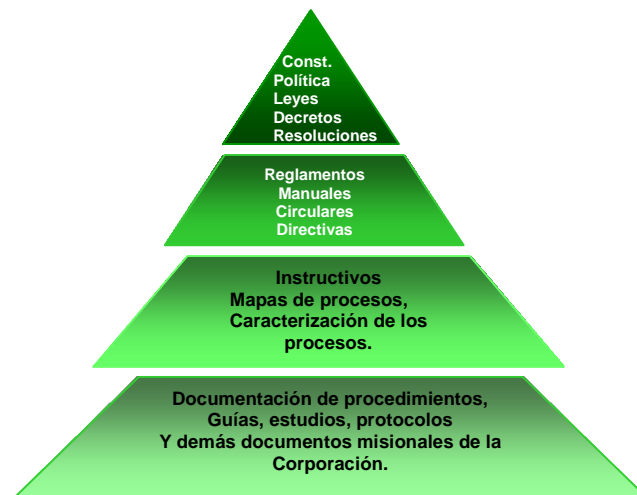 Const.
Política
Leyes
Decretos
Resoluciones
Reglamentos
Manuales
Circulares
Directivas
Instructivos
Mapas de procesos,
Caracterización de los
procesos.
Documentación de procedimientos,
Guías, estudios, protocolos
Y demás documentos misionales de la
Corporación.